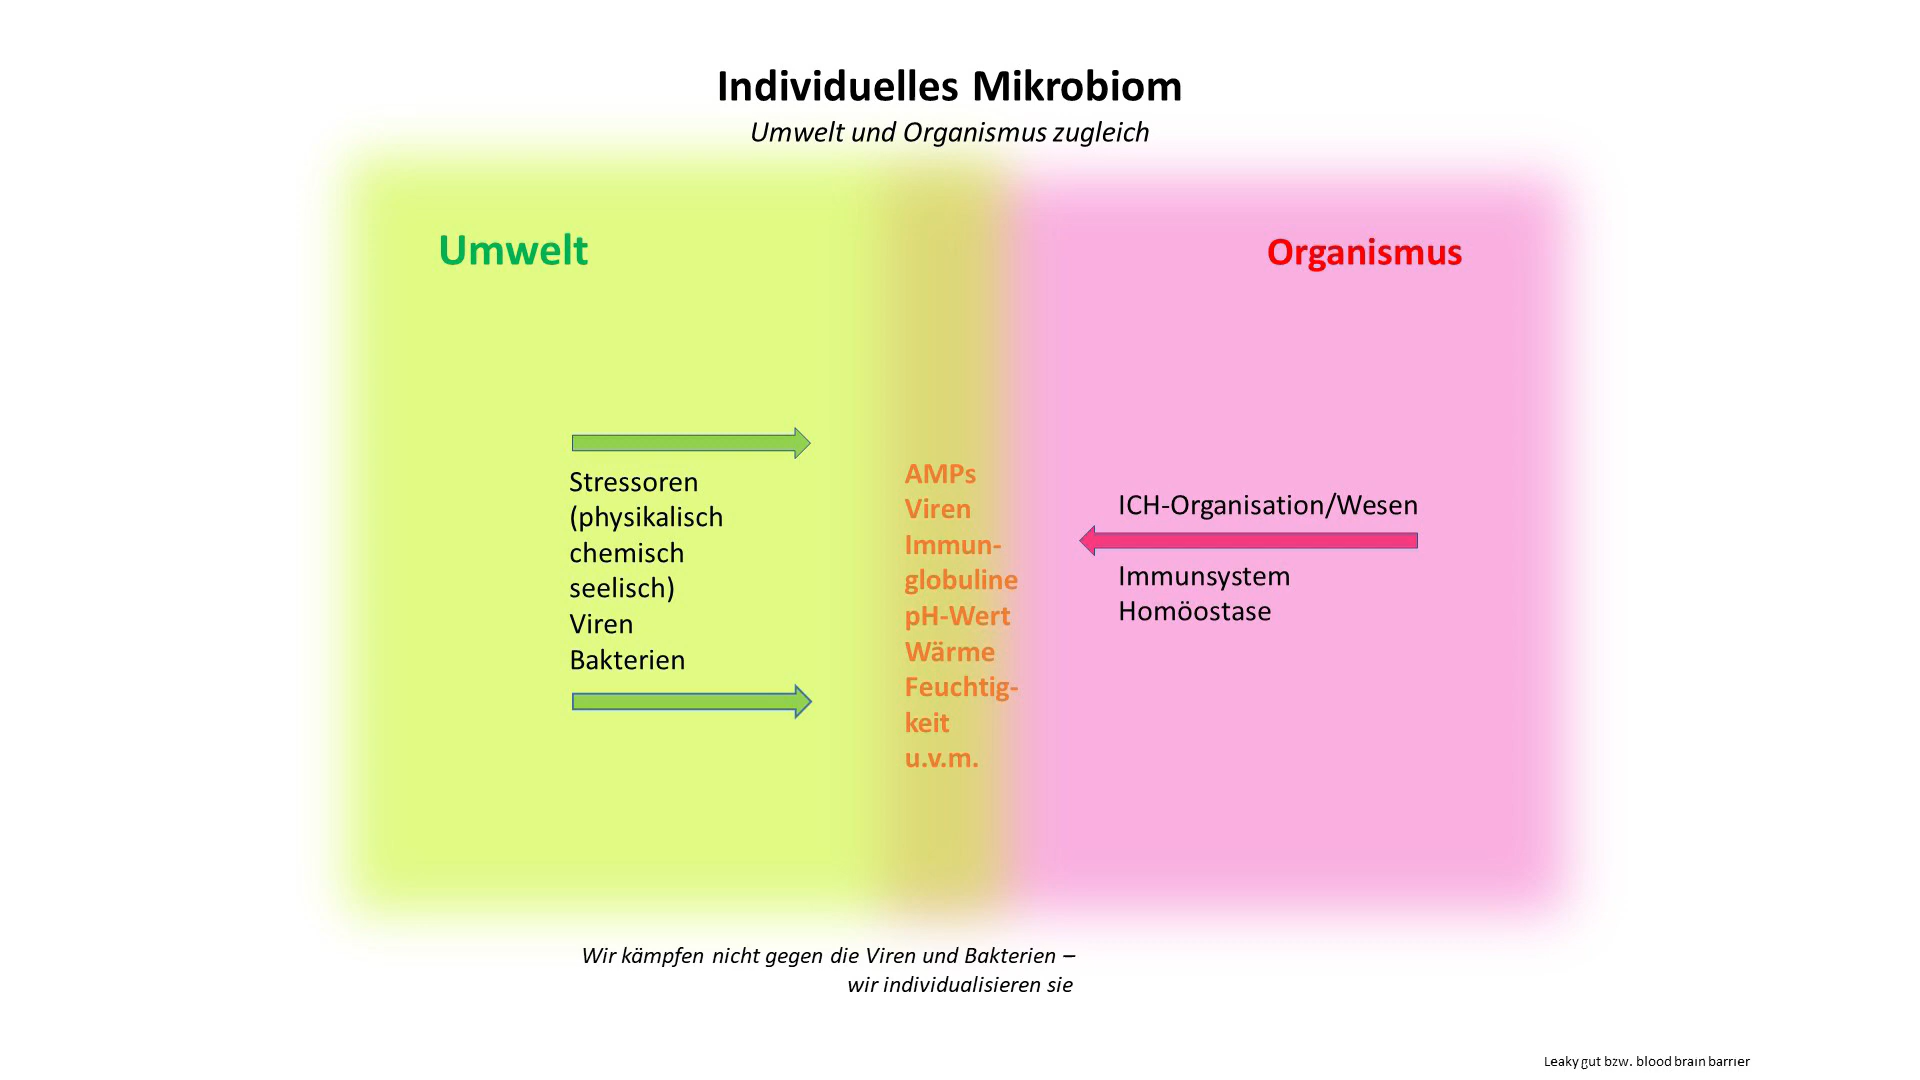 Individuelles Mikrobiom
Umwelt und Organismus zugleich
Umwelt
Organismus
Stressoren
(physikalisch
chemisch
seelisch)
Viren
Bakterien
AMPs
Viren
Immun-
globuline
pH-Wert
Wärme
Feuchtig-
keit
u.v.m.
ICH-Organisation/Wesen
Immunsystem
Homöostase
Wir kämpfen nicht gegen die Viren und Bakterien –
wir individualisieren sie
Leaky gut bzw. blood brain barrier